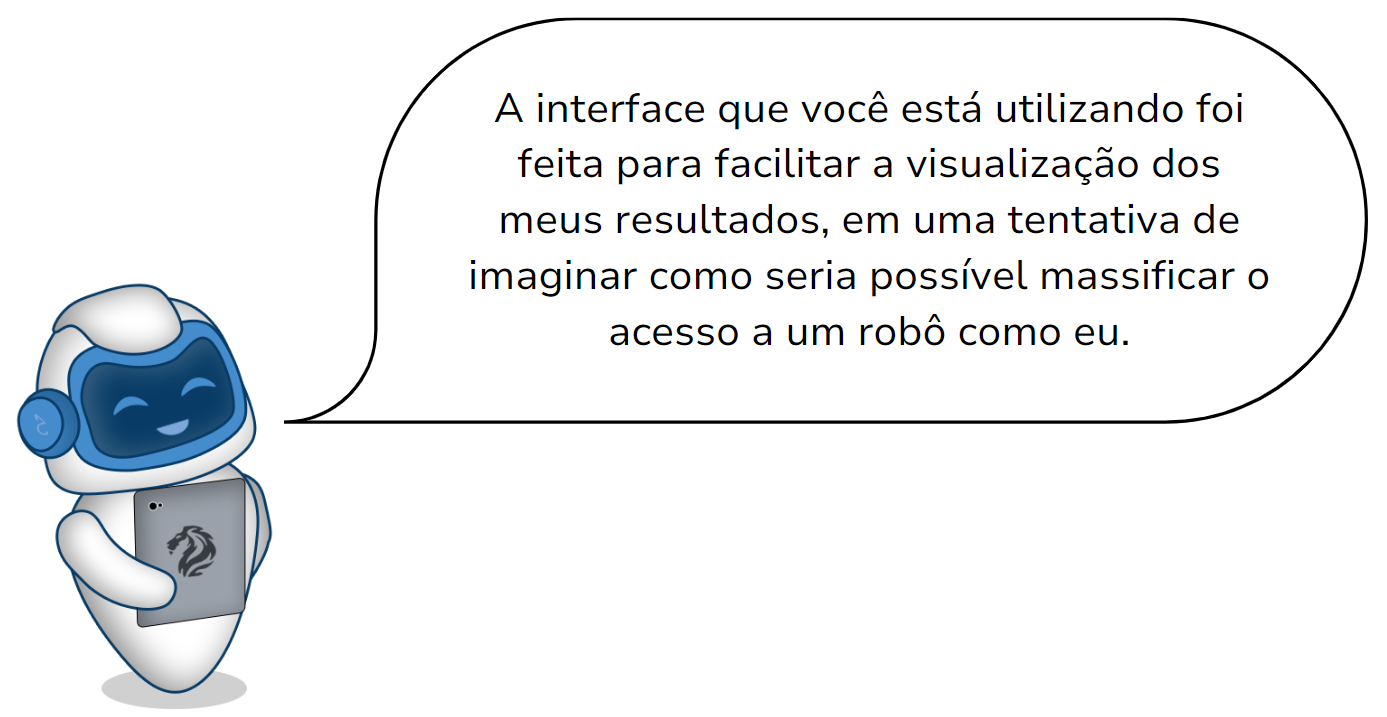 A interface que você está utilizando foi
feita para facilitar a visualização dos
meus resultados, em uma tentativa de
imaginar como seria possível massificar o
acesso a um robô como eu.